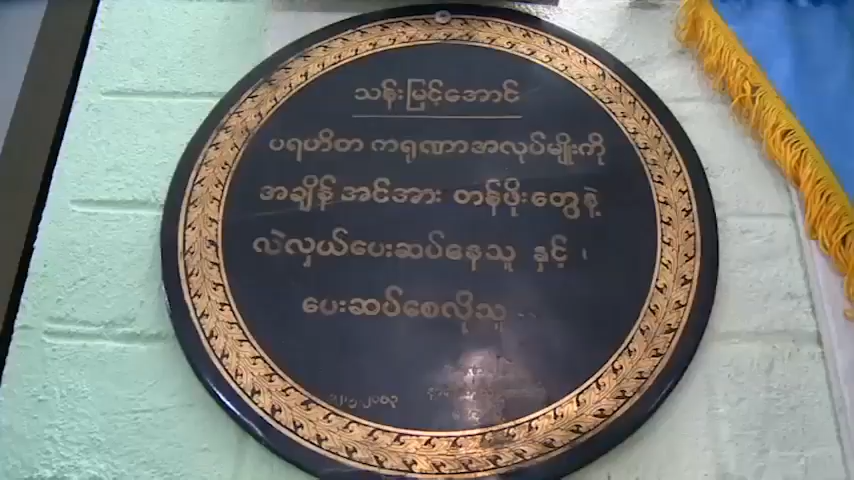 သန်းမြင့်အောင်
ပရဟိတ ကရုဏာအလုပ်မျိုးကို
အချိန် အင်အား တန်ဖိုးတွေနဲ့
လဲလှယ်ပေးဆပ်နေသူ နှင့် ၊
ပေးဆပ်စေလိုသူ